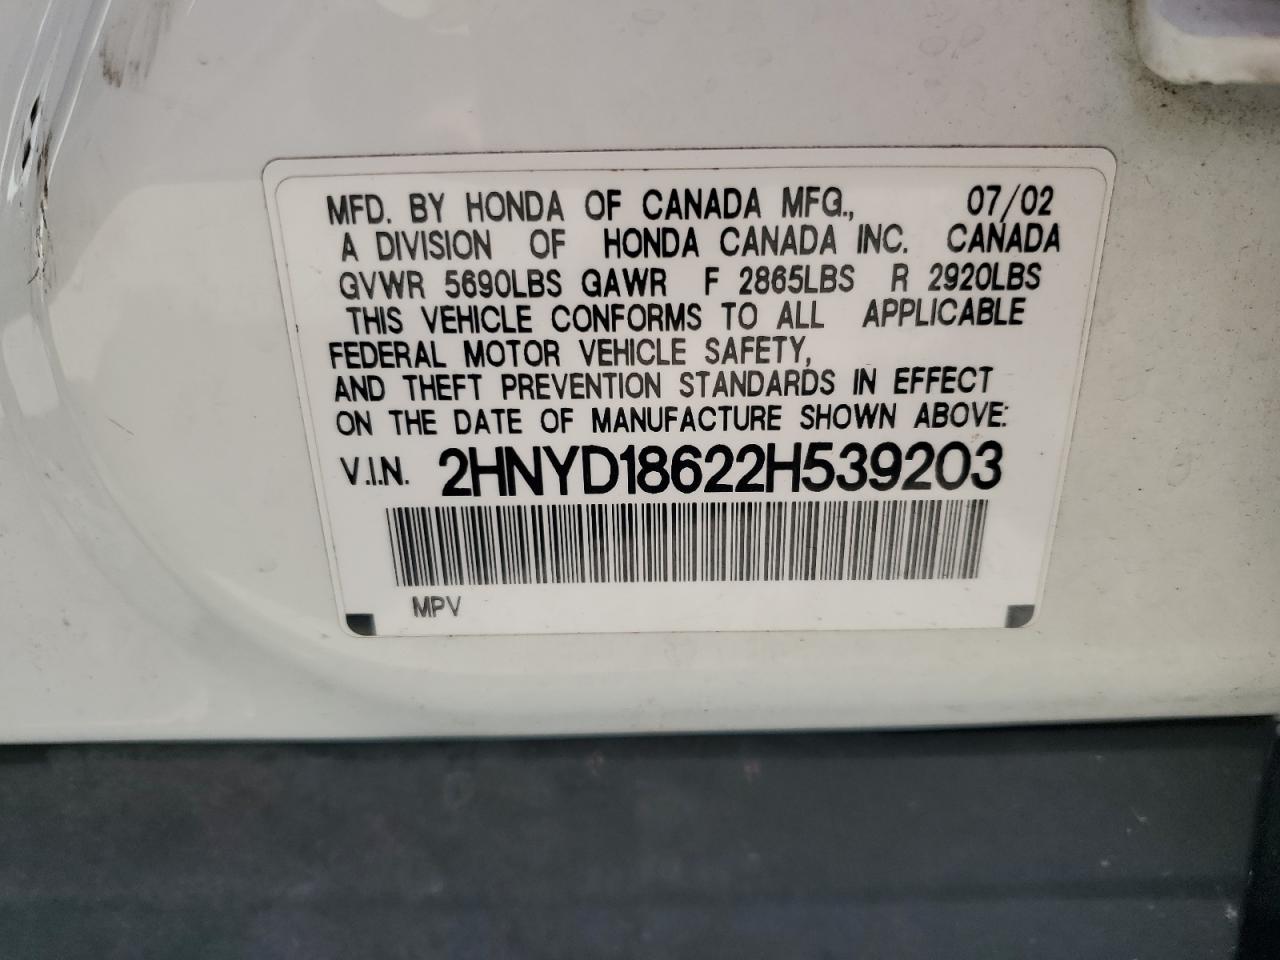 MFD. BY HONDA OF CANADA MFG., 07/02
A DIVISION OF HONDA CANADA INC. CANADA
GVWR 5690LBS GAWR F 2865LBS R 2920LBS
THIS VEHICLE CONFORMS TO ALL APPLICABLE
FEDERAL MOTOR VEHICLE SAFETY,
AND THEFT PREVENTION STANDARDS IN EFFECT
ON THE DATE OF MANUFACTURE SHOWN ABOVE:
V.I.N. 2HNYD18622H539203
MPV